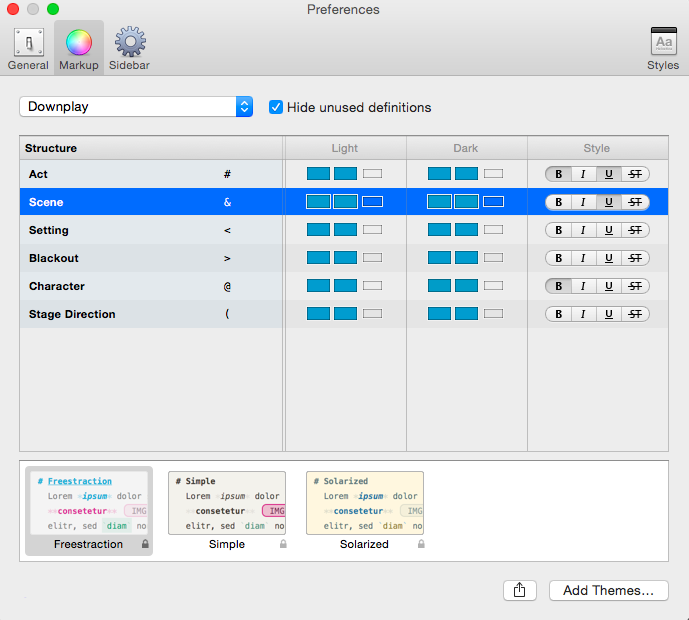 Preferences
General Markup Sidebar Aa Styles
Downplay Hide unused definitions
Structure Light Dark Style
Act # B I U ST
Scene & B I U ST
Setting < B I U ST
Blackout > B I U ST
Character @ B I U ST
Stage Direction ( B I U ST
# Freestraction
Lorem *ipsum* dolor
**consetetur** IMG
elitr, sed `diam` no
Freestraction
# Simple
Lorem *ipsum* dolor
**consetetur** IMG
elitr, sed `diam` no
Simple
# Solarized
Lorem *ipsum* dolor
**consetetur** IMG
elitr, sed `diam` no
Solarized
Add Themes...